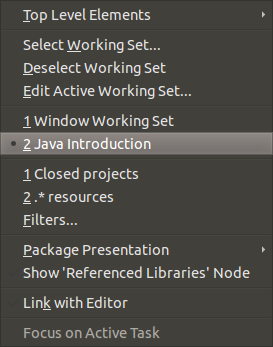 Top Level Elements
Select Working Set...
Deselect Working Set
Edit Active Working Set...
1 Window Working Set
2 Java Introduction
1 Closed projects
2 .* resources
Filters...
Package Presentation
Show 'Referenced Libraries' Node
Link with Editor
Focus on Active Task